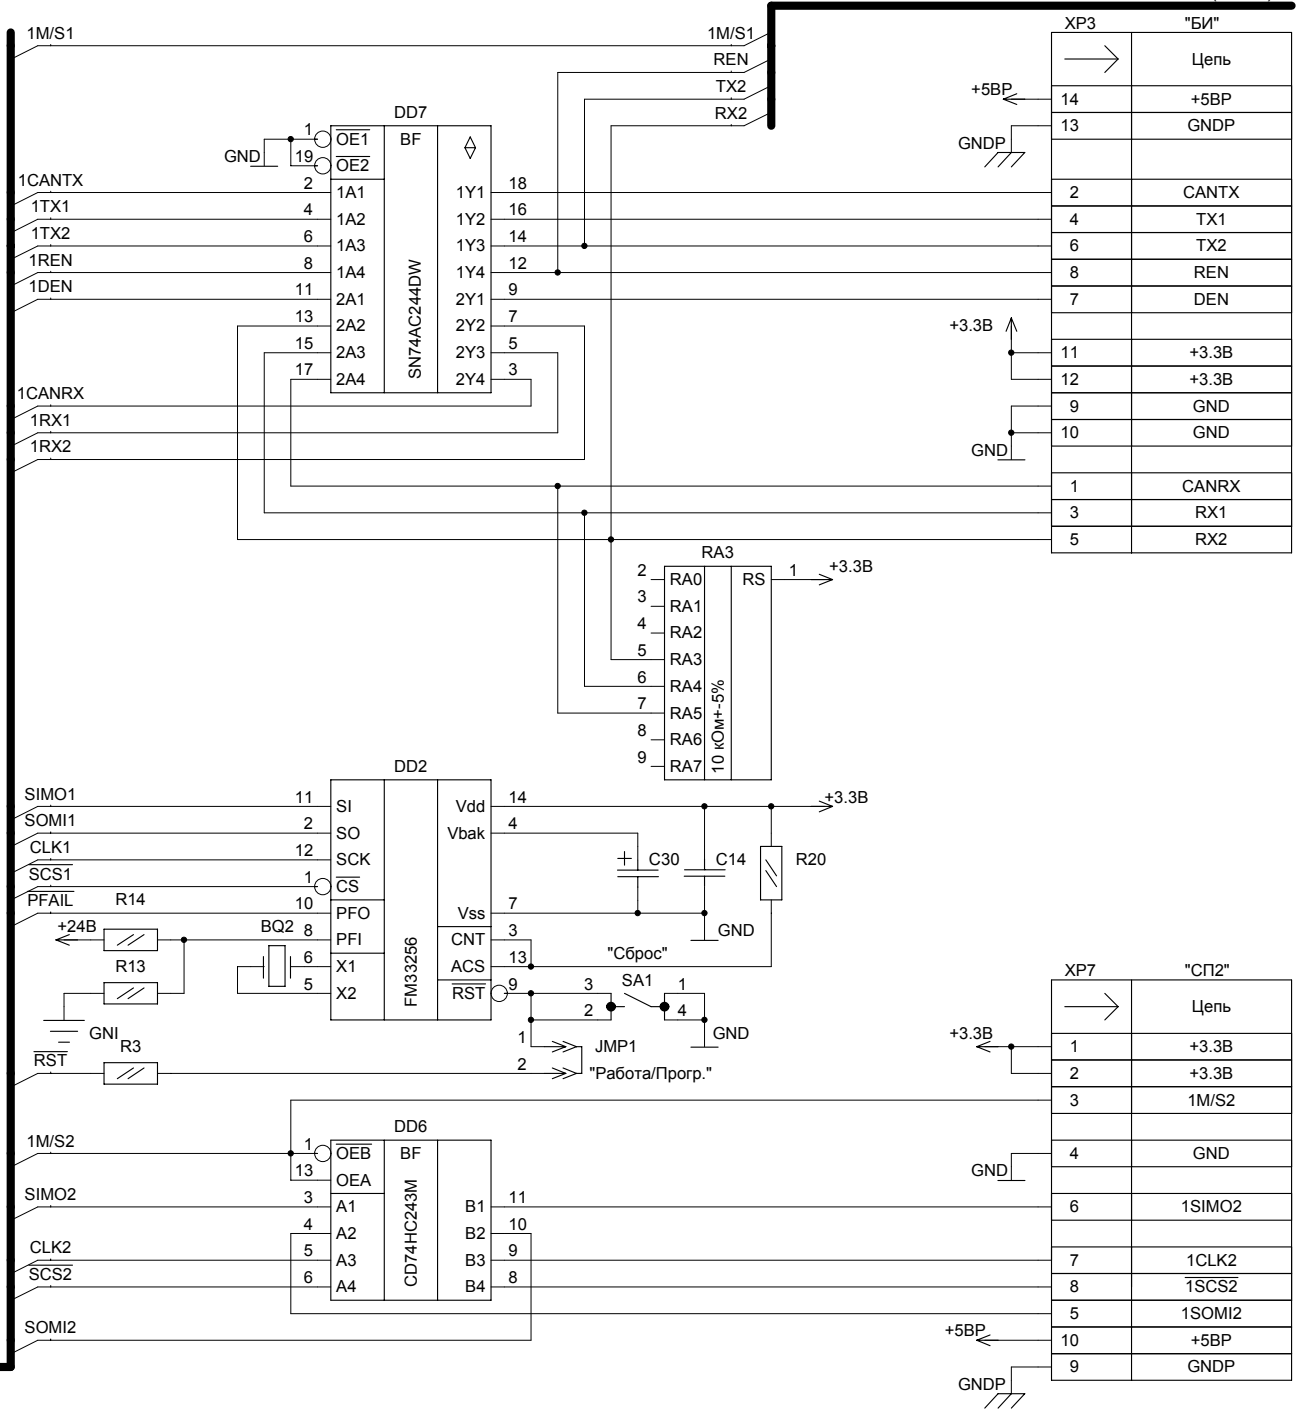 1M/S1
1M/S1
REN
TX2
RX2
XP3 "БИ"
Цепь
+5ВР 14 +5ВР
GNDP 13 GNDP
2 CANTX
4 TX1
6 TX2
8 REN
7 DEN
+3.3В 11 +3.3В
12 +3.3В
9 GND
GND 10 GND
1 CANRX
3 RX1
5 RX2
DD7
GND 1 OE1 BF
19 OE2
1CANTX 2 1A1 1Y1 18
1TX1 4 1A2 1Y2 16
1TX2 6 1A3 1Y3 14
1REN 8 1A4 1Y4 12
1DEN 11 2A1 2Y1 9
13 2A2 2Y2 7
15 2A3 2Y3 5
17 2A4 2Y4 3
SN74AC244DW
1CANRX
1RX1
1RX2
RA3
2 RA0 RS 1 +3.3В
3 RA1
4 RA2
5 RA3
6 RA4
7 RA5
8 RA6
9 RA7
10 кОм+-5%
DD2
SIMO1 11 SI Vdd 14 +3.3В
SOMI1 2 SO Vbak 4
CLK1 12 SCK + C30 C14 R20
SCS1 1 CS
PFAIL R14 10 PFO Vss 7
+24В BQ2 8 PFI CNT 3 GND
R13 6 X1 ACS 13 "Сброс"
5 X2 RST 9
FM33256
3 SA1 1
2 4
GND
GNI
1 JMP1
RST R3 2 "Работа/Прогр."
DD6
1M/S2 1 OEB BF
13 OEA
SIMO2 3 A1 B1 11
4 A2 B2 10
CLK2 5 A3 B3 9
SCS2 6 A4 B4 8
CD74HC243M
SOMI2
XP7 "СП2"
Цепь
+3.3В 1 +3.3В
2 +3.3В
3 1M/S2
GND 4 GND
6 1SIMO2
7 1CLK2
8 1SCS2
5 1SOMI2
+5ВР 10 +5ВР
GNDP 9 GNDP